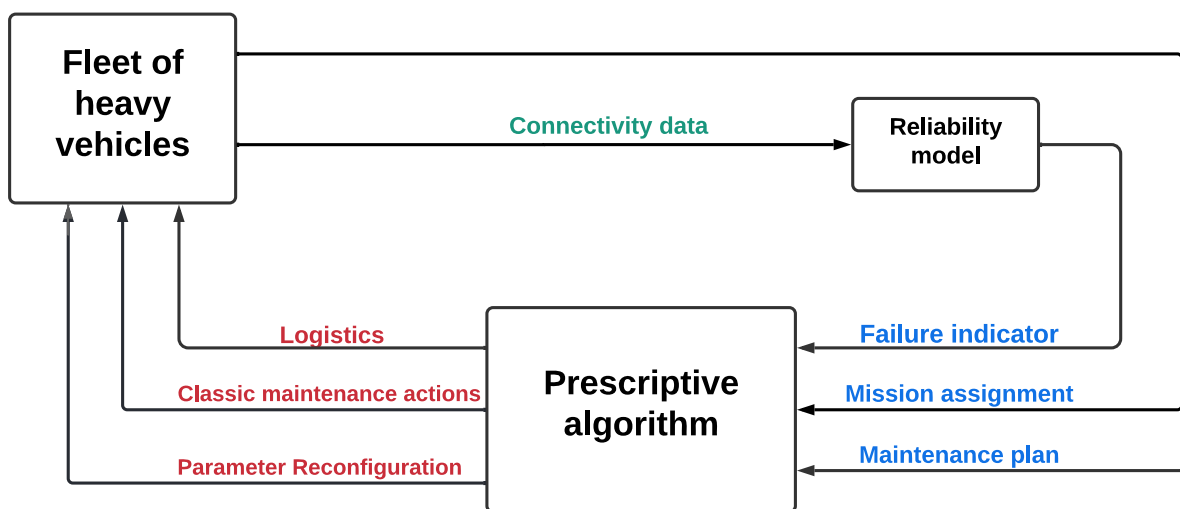 Fleet of
heavy
vehicles
Connectivity data
Reliability
model
Logistics
Classic maintenance actions
Parameter Reconfiguration
Prescriptive
algorithm
Failure indicator
Mission assignment
Maintenance plan